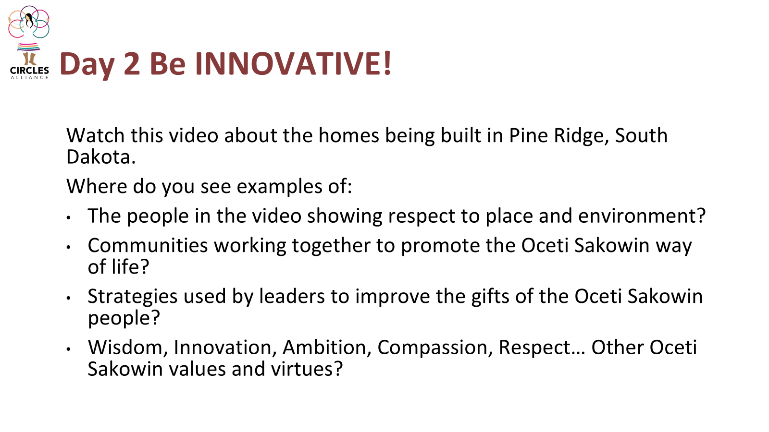 CIRCLES
ALLIANCE
Day 2 Be INNOVATIVE!
Watch this video about the homes being built in Pine Ridge, South
Dakota.
Where do you see examples of:
• The people in the video showing respect to place and environment?
• Communities working together to promote the Oceti Sakowin way
of life?
• Strategies used by leaders to improve the gifts of the Oceti Sakowin
people?
• Wisdom, Innovation, Ambition, Compassion, Respect… Other Oceti
Sakowin values and virtues?